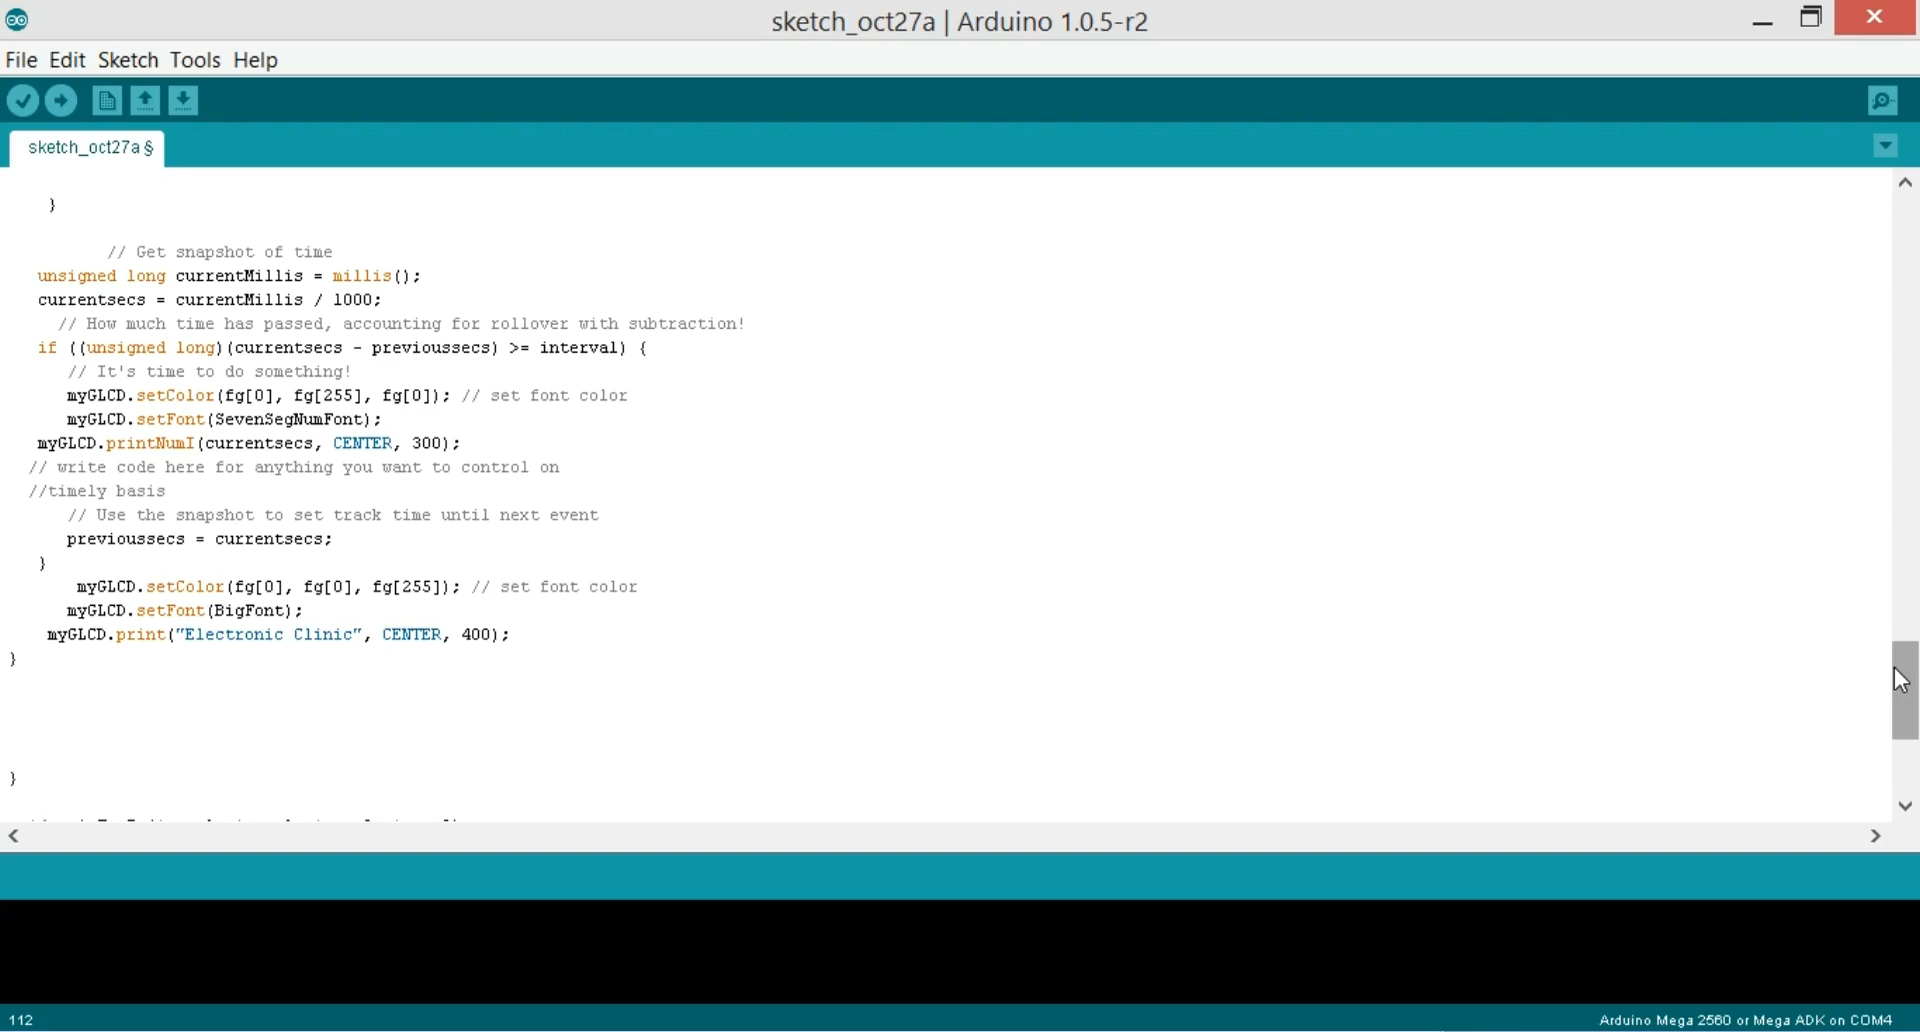 sketch_oct27a | Arduino 1.0.5-r2
File Edit Sketch Tools Help
sketch_oct27a §
}
// Get snapshot of time
unsigned long currentMillis = millis();
currentsecs = currentMillis / 1000;
// How much time has passed, accounting for rollover with subtraction!
if ((unsigned long)(currentsecs - previoussecs) >= interval) {
// It's time to do something!
myGLCD.setColor(fg[0], fg[255], fg[0]); // set font color
myGLCD.setFont(SevenSegNumFont);
myGLCD.printNumI(currentsecs, CENTER, 300);
// write code here for anything you want to control on
//timely basis
// Use the snapshot to set track time until next event
previoussecs = currentsecs;
}
myGLCD.setColor(fg[0], fg[0], fg[255]); // set font color
myGLCD.setFont(BigFont);
myGLCD.print("Electronic Clinic", CENTER, 400);
}
}
112
Arduino Mega 2560 or Mega ADK on COM4